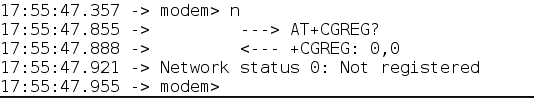 17:55:47.357 -> modem> n
17:55:47.855 ->         ---> AT+CGREG?
17:55:47.888 ->         <--- +CGREG: 0,0
17:55:47.921 -> Network status 0: Not registered
17:55:47.955 -> modem>